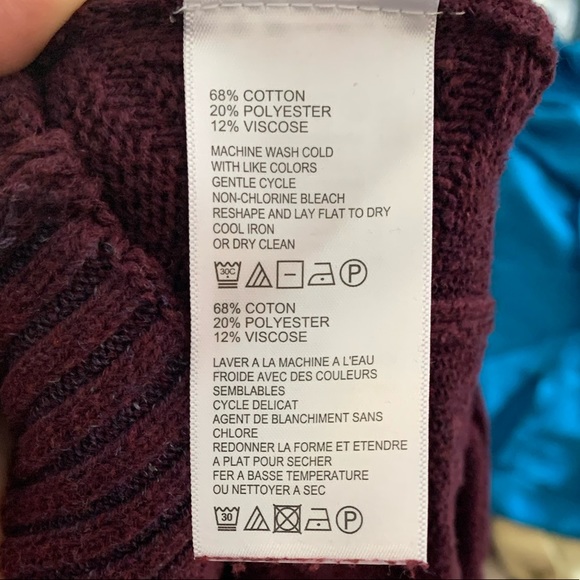 68% COTTON
20% POLYESTER
12% VISCOSE
MACHINE WASH COLD
WITH LIKE COLORS
GENTLE CYCLE
NON-CHLORINE BLEACH
RESHAPE AND LAY FLAT TO DRY
COOL IRON
OR DRY CLEAN
30C P
68% COTON
20% POLYESTER
12% VISCOSE
LAVER A LA MACHINE A L'EAU
FROIDE AVEC DES COULEURS
SEMBLABLES
CYCLE DELICAT
AGENT DE BLANCHIMENT SANS
CHLORE
REDONNER LA FORME ET ETENDRE
A PLAT POUR SECHER
FER A BASSE TEMPERATURE
OU NETTOYER A SEC
30 P